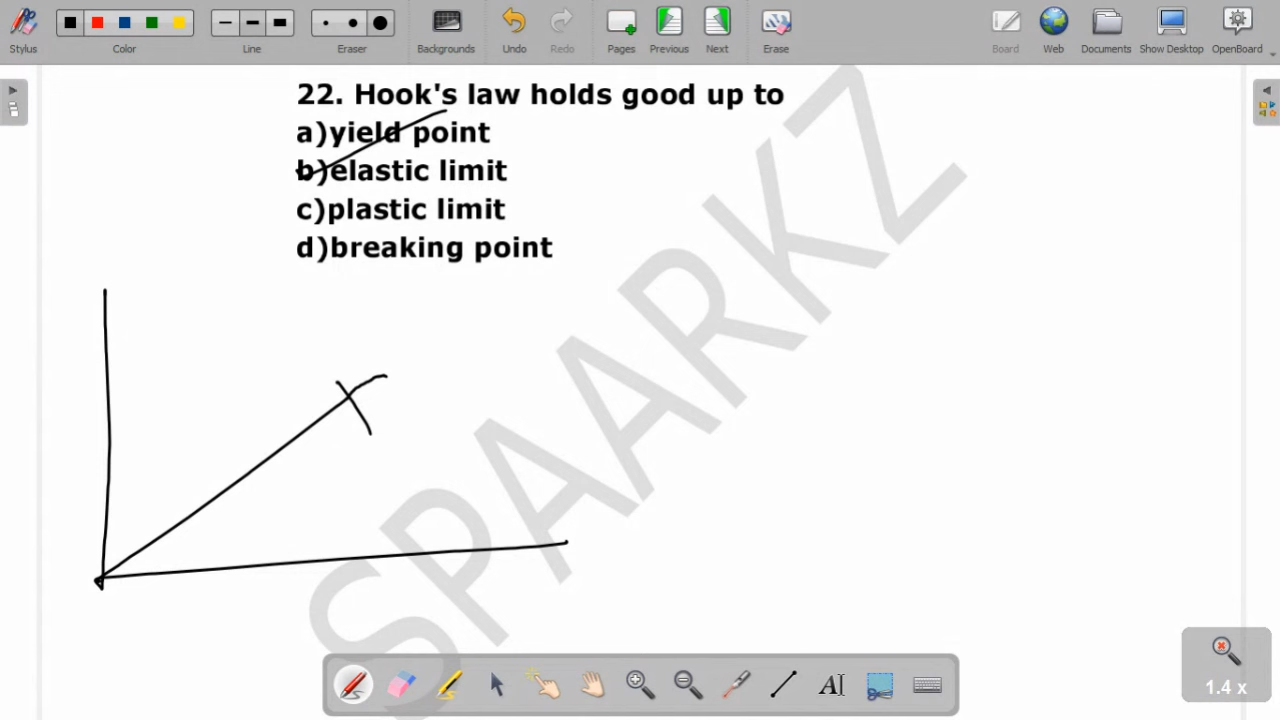 Stylus
Color
Line
Eraser
Backgrounds
Undo
Redo
Pages
Previous
Next
Erase
Board
Web
Documents
Show Desktop
OpenBoard
22. Hook's law holds good up to
a)yield point
b)elastic limit
c)plastic limit
d)breaking point
SPAARKZ
AI
1.4 x